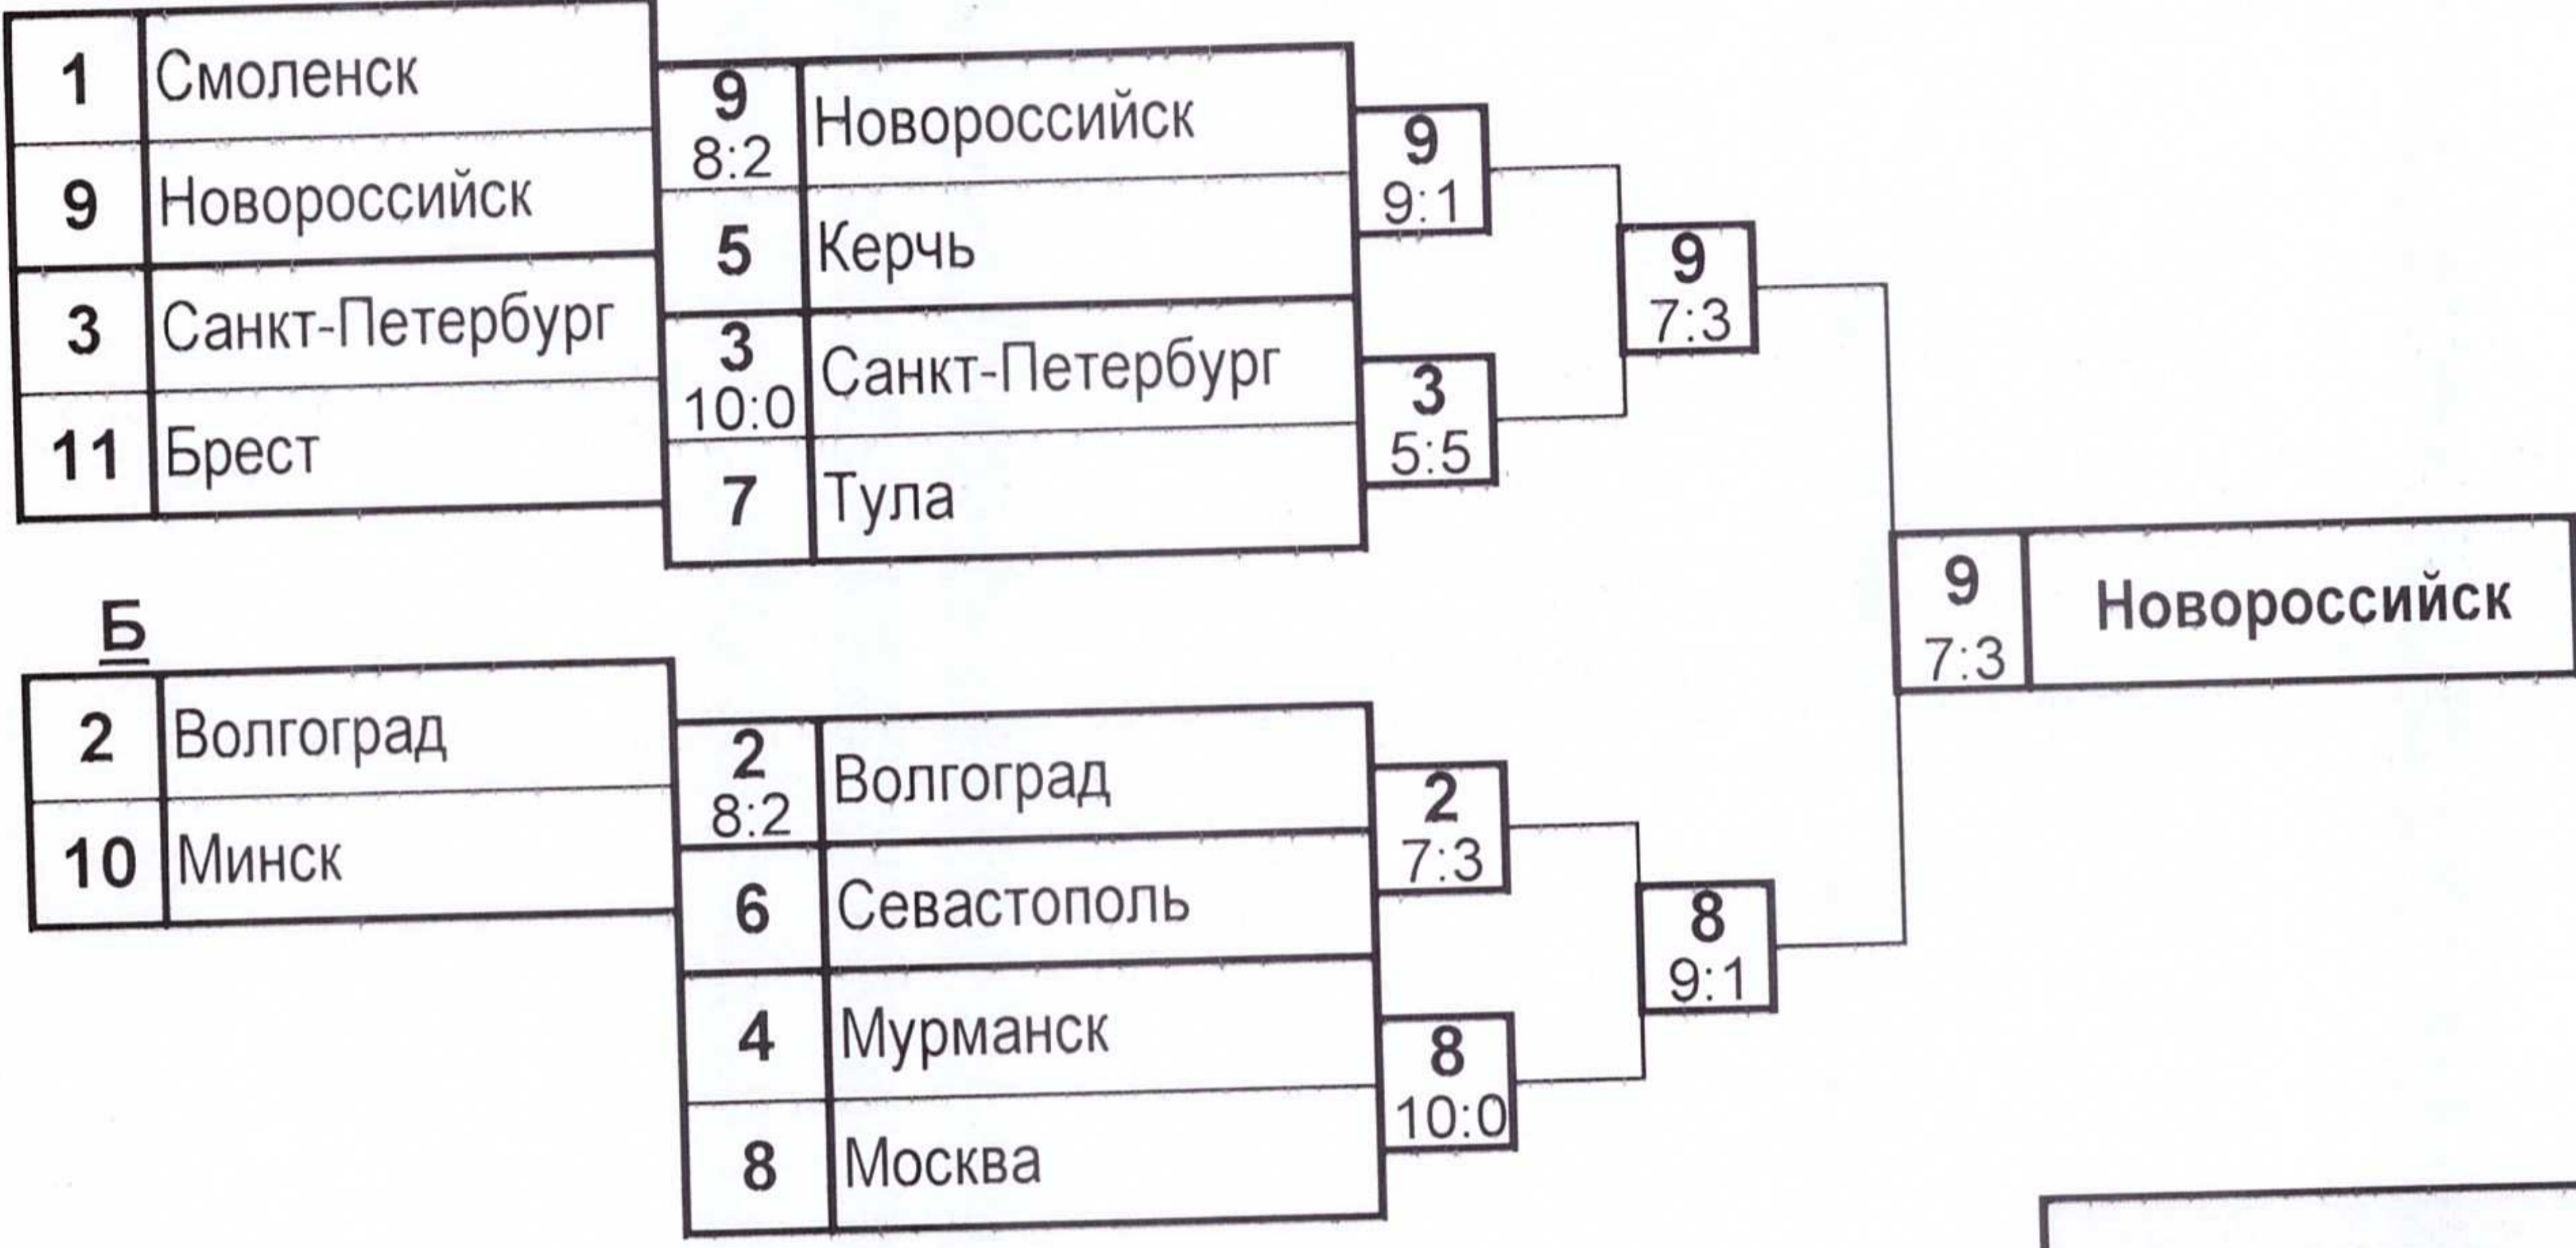 1 Смоленск
9 Новороссийск
3 Санкт-Петербург
11 Брест
9 8:2 Новороссийск
5 Керчь
3 10:0 Санкт-Петербург
7 Тула
9 9:1
3 5:5
9 7:3
Б
2 Волгоград
10 Минск
2 8:2 Волгоград
6 Севастополь
4 Мурманск
8 Москва
2 7:3
8 10:0
8 9:1
9 7:3 Новороссийск